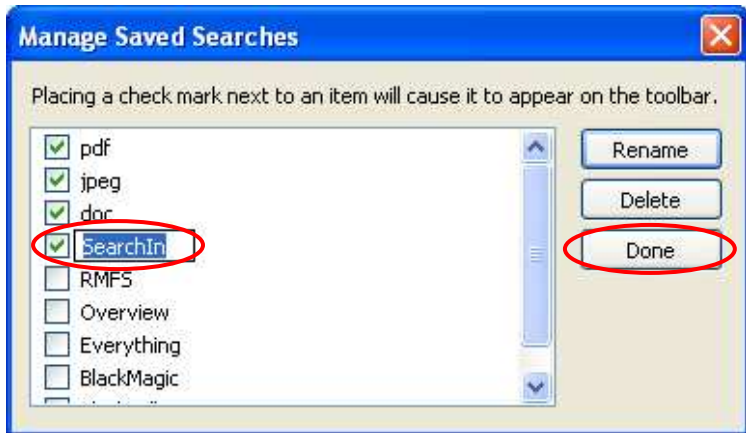 Manage Saved Searches
Placing a check mark next to an item will cause it to appear on the toolbar.
pdf
jpeg
doc
SearchIn
RMFS
Overview
Everything
BlackMagic
Rename
Delete
Done